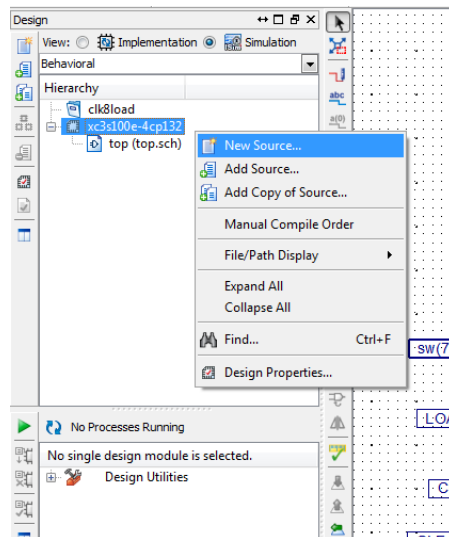 Design
View: Implementation Simulation
Behavioral
Hierarchy
clk8load
xc3s100e-4cp132
top (top.sch)
New Source...
Add Source...
Add Copy of Source...
Manual Compile Order
File/Path Display
Expand All
Collapse All
Find... Ctrl+F
Design Properties...
No Processes Running
No single design module is selected.
Design Utilities
abc
a(0)
sw(7
LOA
C